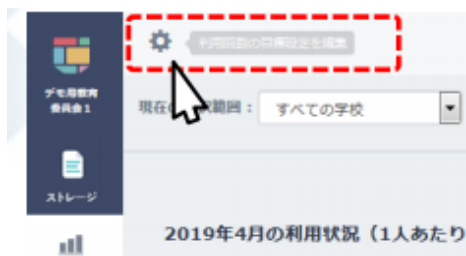 利用回数の目標設定を編集
デモ用教育
委員会1
現在の 択範囲： すべての学校
ストレージ
2019年4月の利用状況（1人あたり